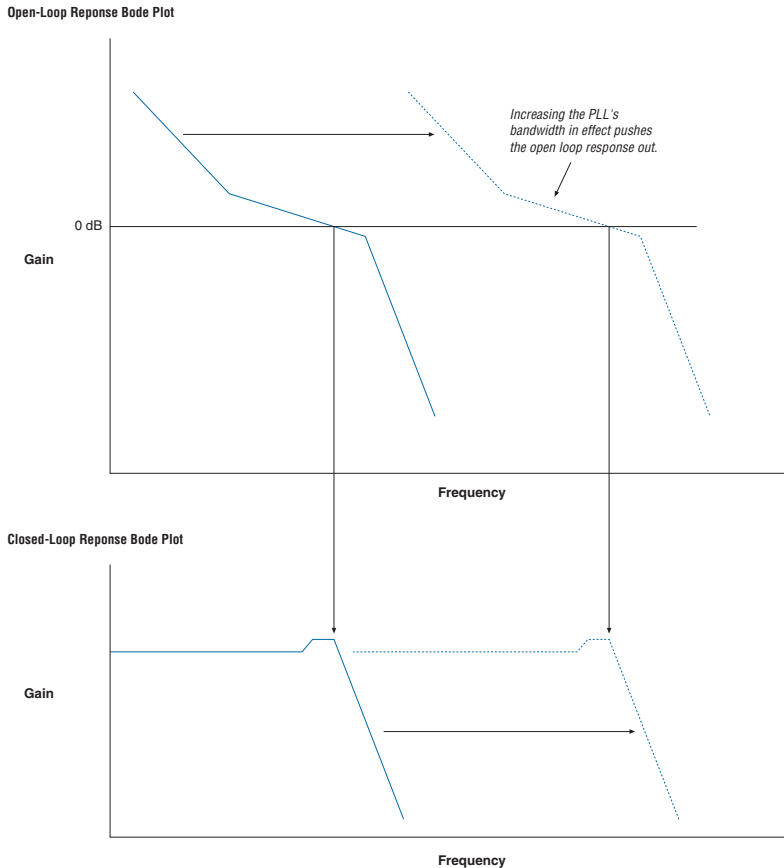 Open-Loop Reponse Bode Plot
Increasing the PLL's
bandwidth in effect pushes
the open loop response out.
0 dB
Gain
Frequency
Closed-Loop Reponse Bode Plot
Gain
Frequency